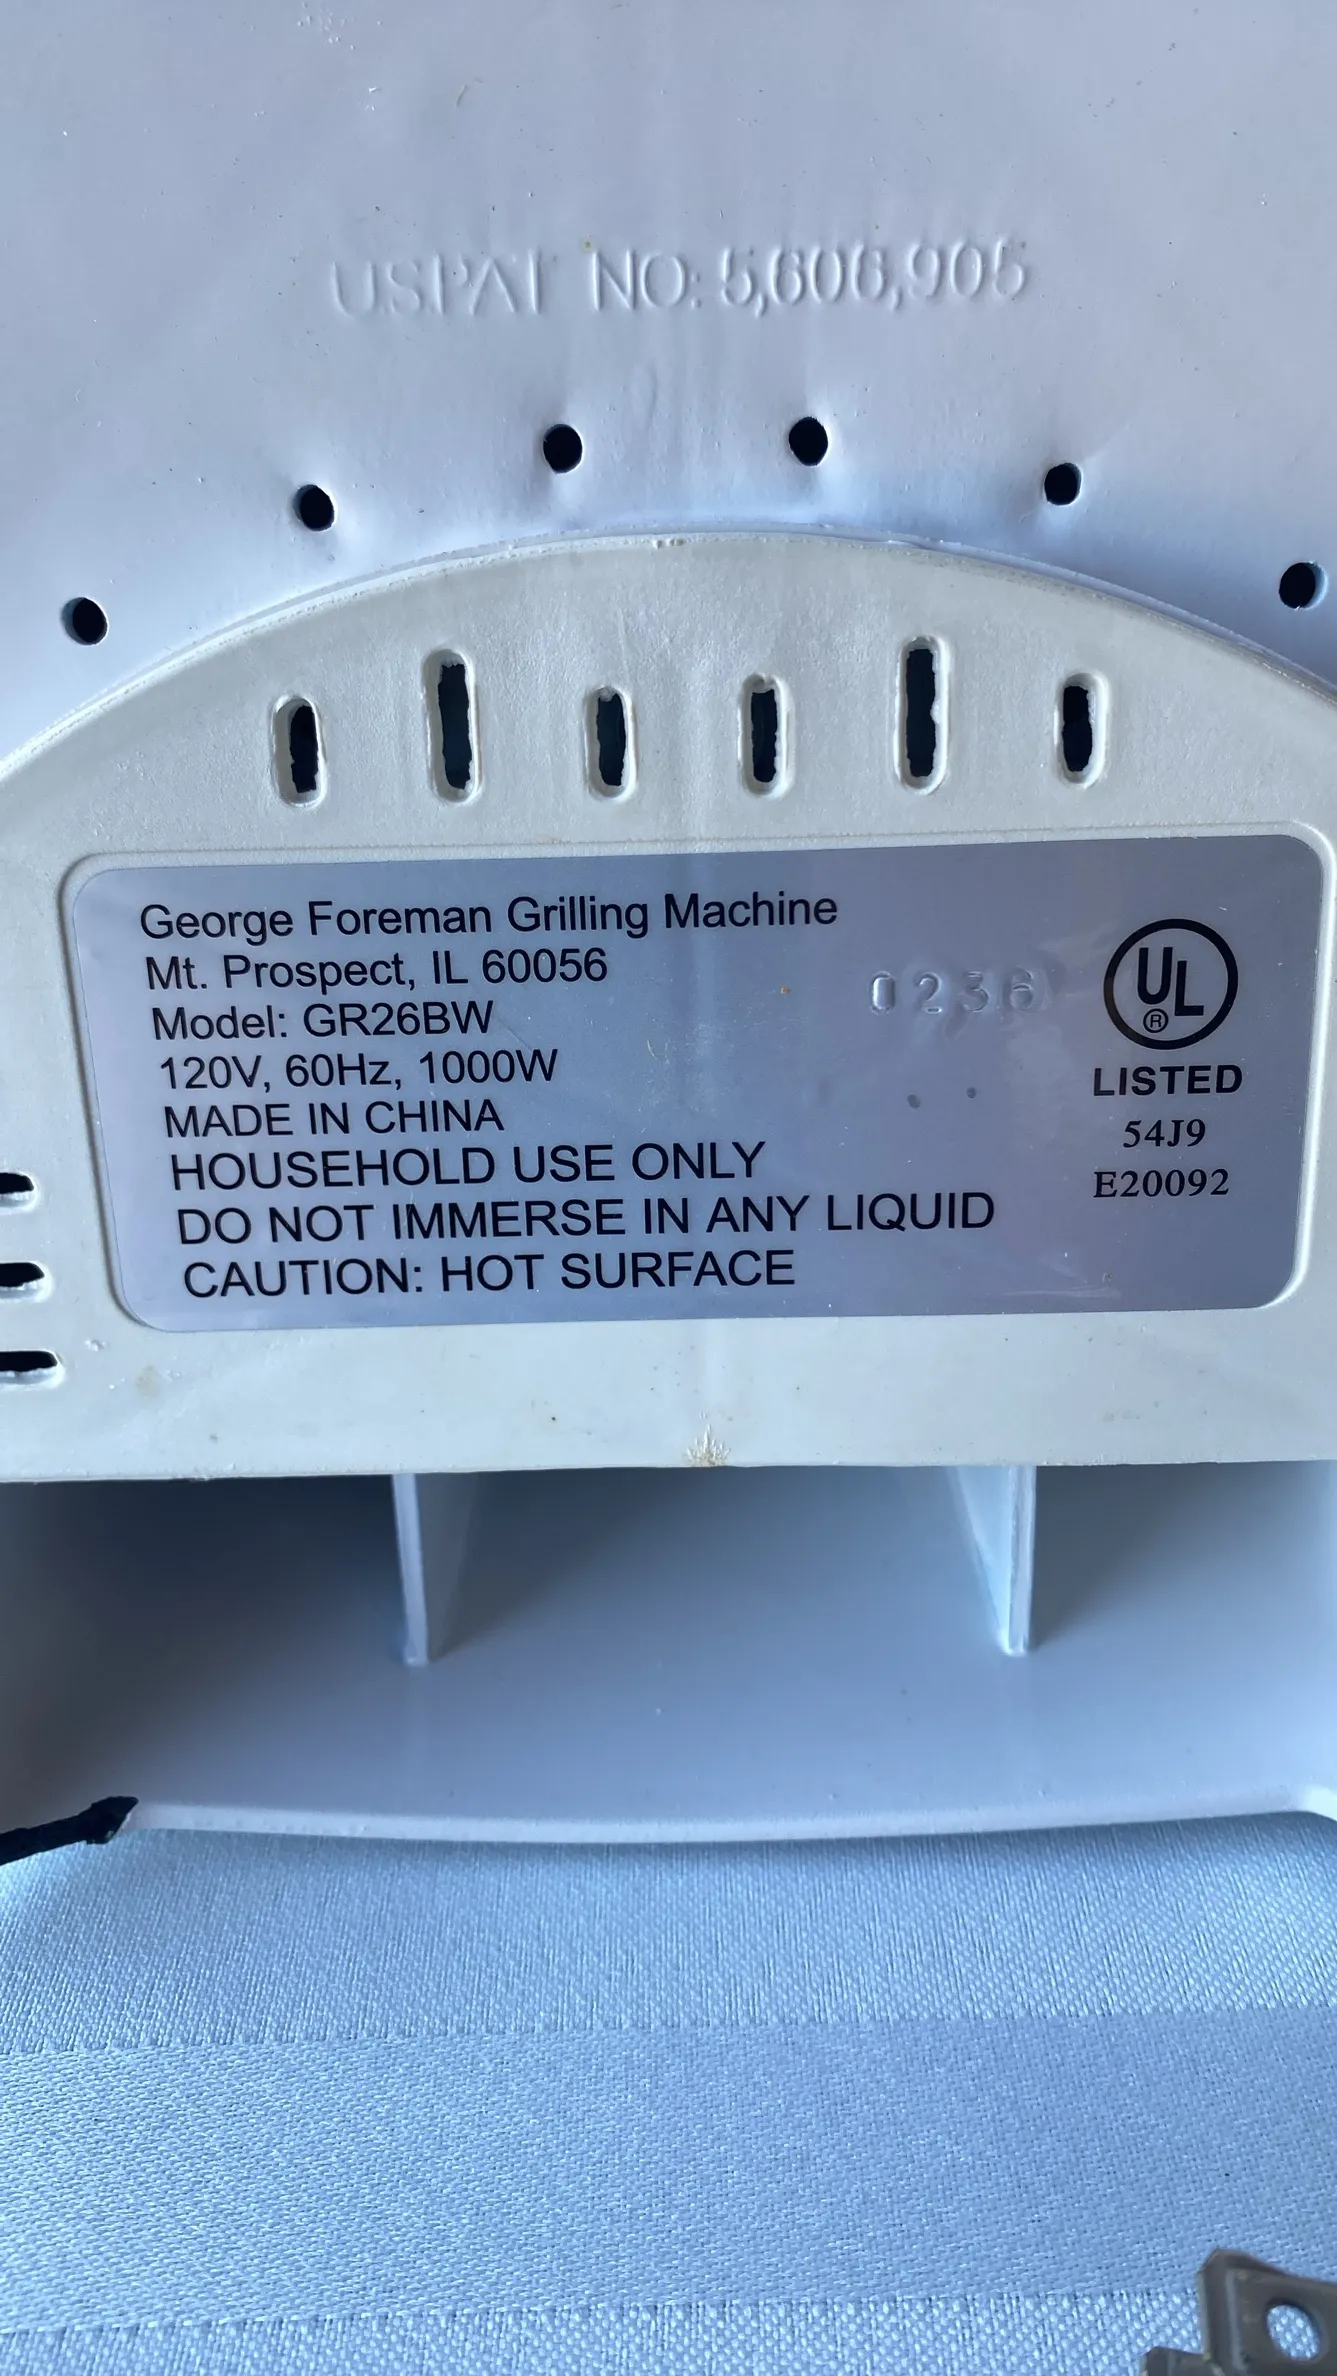 U.S.PAT NO: 5,606,905
George Foreman Grilling Machine
Mt. Prospect, IL 60056
Model: GR26BW
120V, 60Hz, 1000W
MADE IN CHINA
HOUSEHOLD USE ONLY
DO NOT IMMERSE IN ANY LIQUID
CAUTION: HOT SURFACE
0236
UL
®
LISTED
54J9
E20092